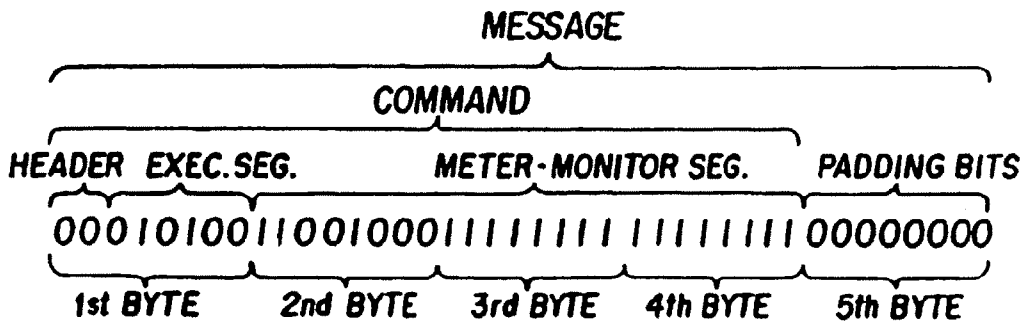 MESSAGE
COMMAND
HEADER EXEC. SEG. METER-MONITOR SEG. PADDING BITS
0001010011001000111111111111111100000000
1st BYTE 2nd BYTE 3rd BYTE 4th BYTE 5th BYTE